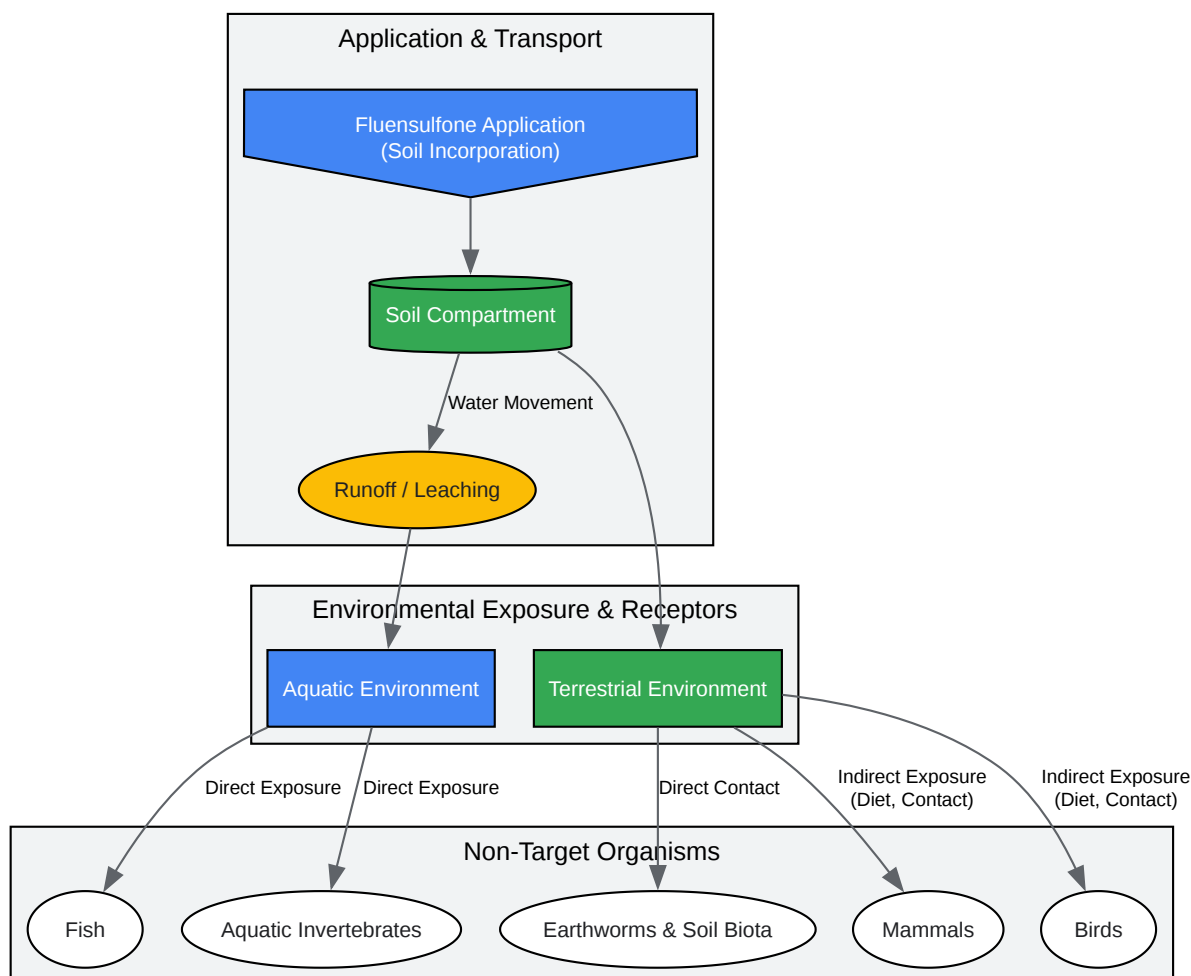 Application & Transport
Fluensulfone Application
(Soil Incorporation)
Soil Compartment
Water Movement
Runoff / Leaching
Environmental Exposure & Receptors
Aquatic Environment
Terrestrial Environment
Direct Exposure
Direct Exposure
Direct Contact
Indirect Exposure
(Diet, Contact)
Indirect Exposure
(Diet, Contact)
Non-Target Organisms
Fish
Aquatic Invertebrates
Earthworms & Soil Biota
Mammals
Birds